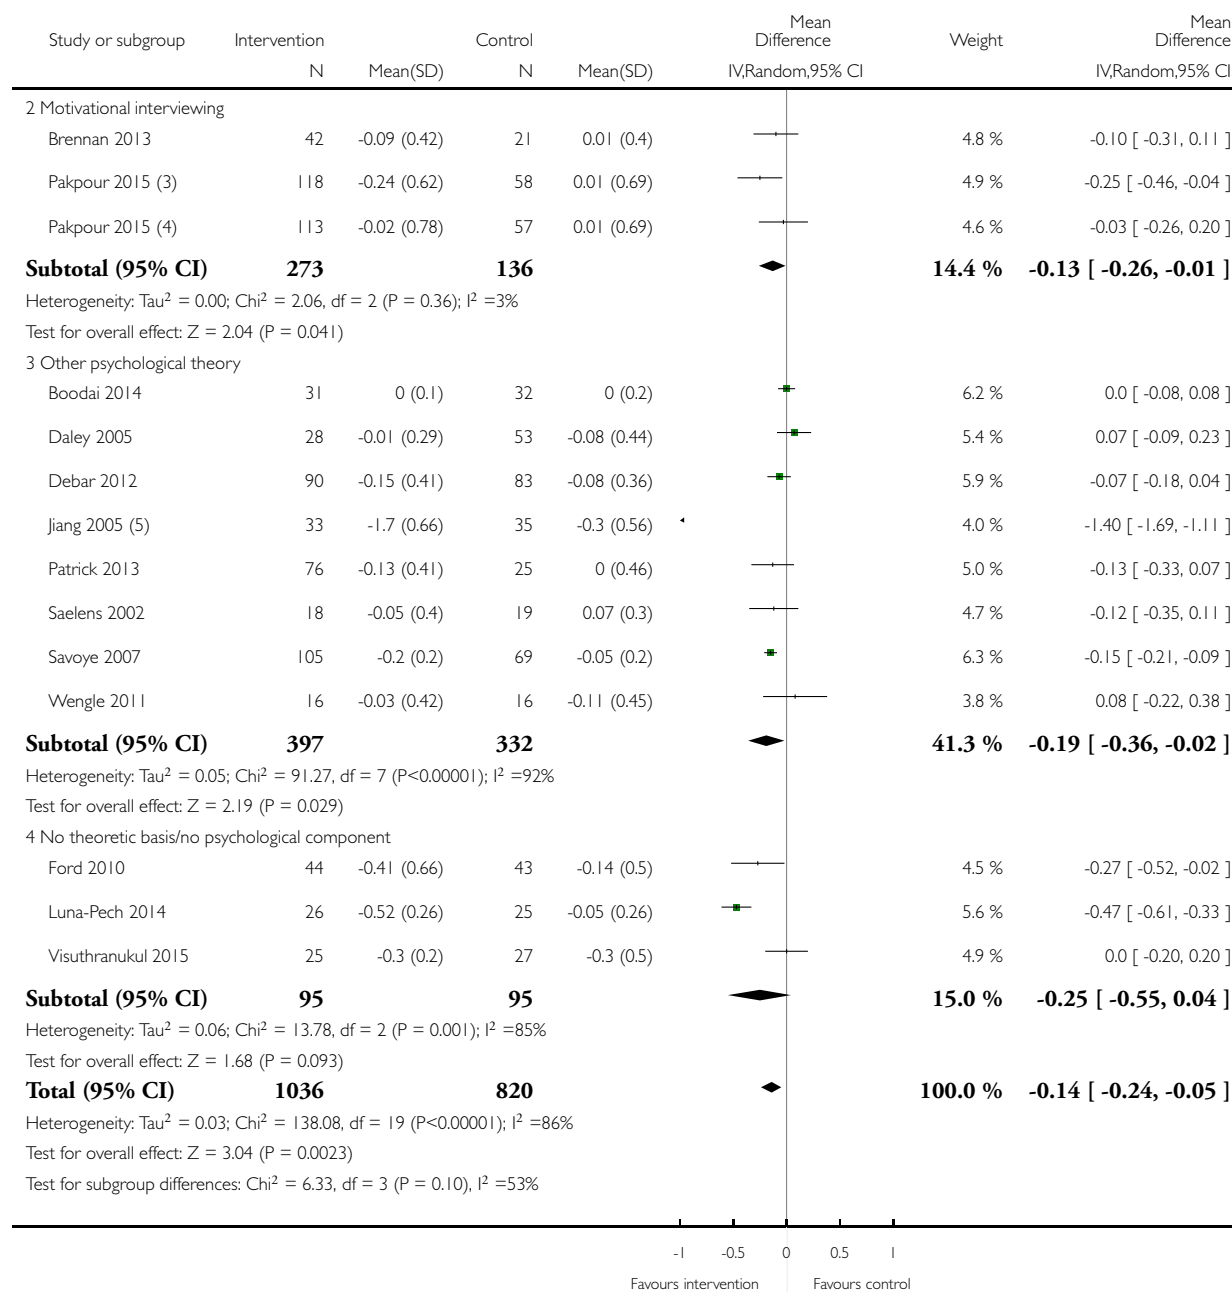 Study or subgroup Intervention Control Mean Difference Weight Mean Difference
N Mean(SD) N Mean(SD) IV,Random,95% CI IV,Random,95% CI
2 Motivational interviewing
Brennan 2013 42 -0.09 (0.42) 21 0.01 (0.4) 4.8 % -0.10 [ -0.31, 0.11 ]
Pakpour 2015 (3) 118 -0.24 (0.62) 58 0.01 (0.69) 4.9 % -0.25 [ -0.46, -0.04 ]
Pakpour 2015 (4) 113 -0.02 (0.78) 57 0.01 (0.69) 4.6 % -0.03 [ -0.26, 0.20 ]
Subtotal (95% CI) 273 136 14.4 % -0.13 [ -0.26, -0.01 ]
Heterogeneity: Tau² = 0.00; Chi² = 2.06, df = 2 (P = 0.36); I² =3%
Test for overall effect: Z = 2.04 (P = 0.041)
3 Other psychological theory
Boodai 2014 31 0 (0.1) 32 0 (0.2) 6.2 % 0.0 [ -0.08, 0.08 ]
Daley 2005 28 -0.01 (0.29) 53 -0.08 (0.44) 5.4 % 0.07 [ -0.09, 0.23 ]
Debar 2012 90 -0.15 (0.41) 83 -0.08 (0.36) 5.9 % -0.07 [ -0.18, 0.04 ]
Jiang 2005 (5) 33 -1.7 (0.66) 35 -0.3 (0.56) 4.0 % -1.40 [ -1.69, -1.11 ]
Patrick 2013 76 -0.13 (0.41) 25 0 (0.46) 5.0 % -0.13 [ -0.33, 0.07 ]
Saelens 2002 18 -0.05 (0.4) 19 0.07 (0.3) 4.7 % -0.12 [ -0.35, 0.11 ]
Savoye 2007 105 -0.2 (0.2) 69 -0.05 (0.2) 6.3 % -0.15 [ -0.21, -0.09 ]
Wengle 2011 16 -0.03 (0.42) 16 -0.11 (0.45) 3.8 % 0.08 [ -0.22, 0.38 ]
Subtotal (95% CI) 397 332 41.3 % -0.19 [ -0.36, -0.02 ]
Heterogeneity: Tau² = 0.05; Chi² = 91.27, df = 7 (P<0.00001); I² =92%
Test for overall effect: Z = 2.19 (P = 0.029)
4 No theoretic basis/no psychological component
Ford 2010 44 -0.41 (0.66) 43 -0.14 (0.5) 4.5 % -0.27 [ -0.52, -0.02 ]
Luna-Pech 2014 26 -0.52 (0.26) 25 -0.05 (0.26) 5.6 % -0.47 [ -0.61, -0.33 ]
Visuthranukul 2015 25 -0.3 (0.2) 27 -0.3 (0.5) 4.9 % 0.0 [ -0.20, 0.20 ]
Subtotal (95% CI) 95 95 15.0 % -0.25 [ -0.55, 0.04 ]
Heterogeneity: Tau² = 0.06; Chi² = 13.78, df = 2 (P = 0.001); I² =85%
Test for overall effect: Z = 1.68 (P = 0.093)
Total (95% CI) 1036 820 100.0 % -0.14 [ -0.24, -0.05 ]
Heterogeneity: Tau² = 0.03; Chi² = 138.08, df = 19 (P<0.00001); I² =86%
Test for overall effect: Z = 3.04 (P = 0.0023)
Test for subgroup differences: Chi² = 6.33, df = 3 (P = 0.10), I² =53%
-1 -0.5 0 0.5 1
Favours intervention Favours control